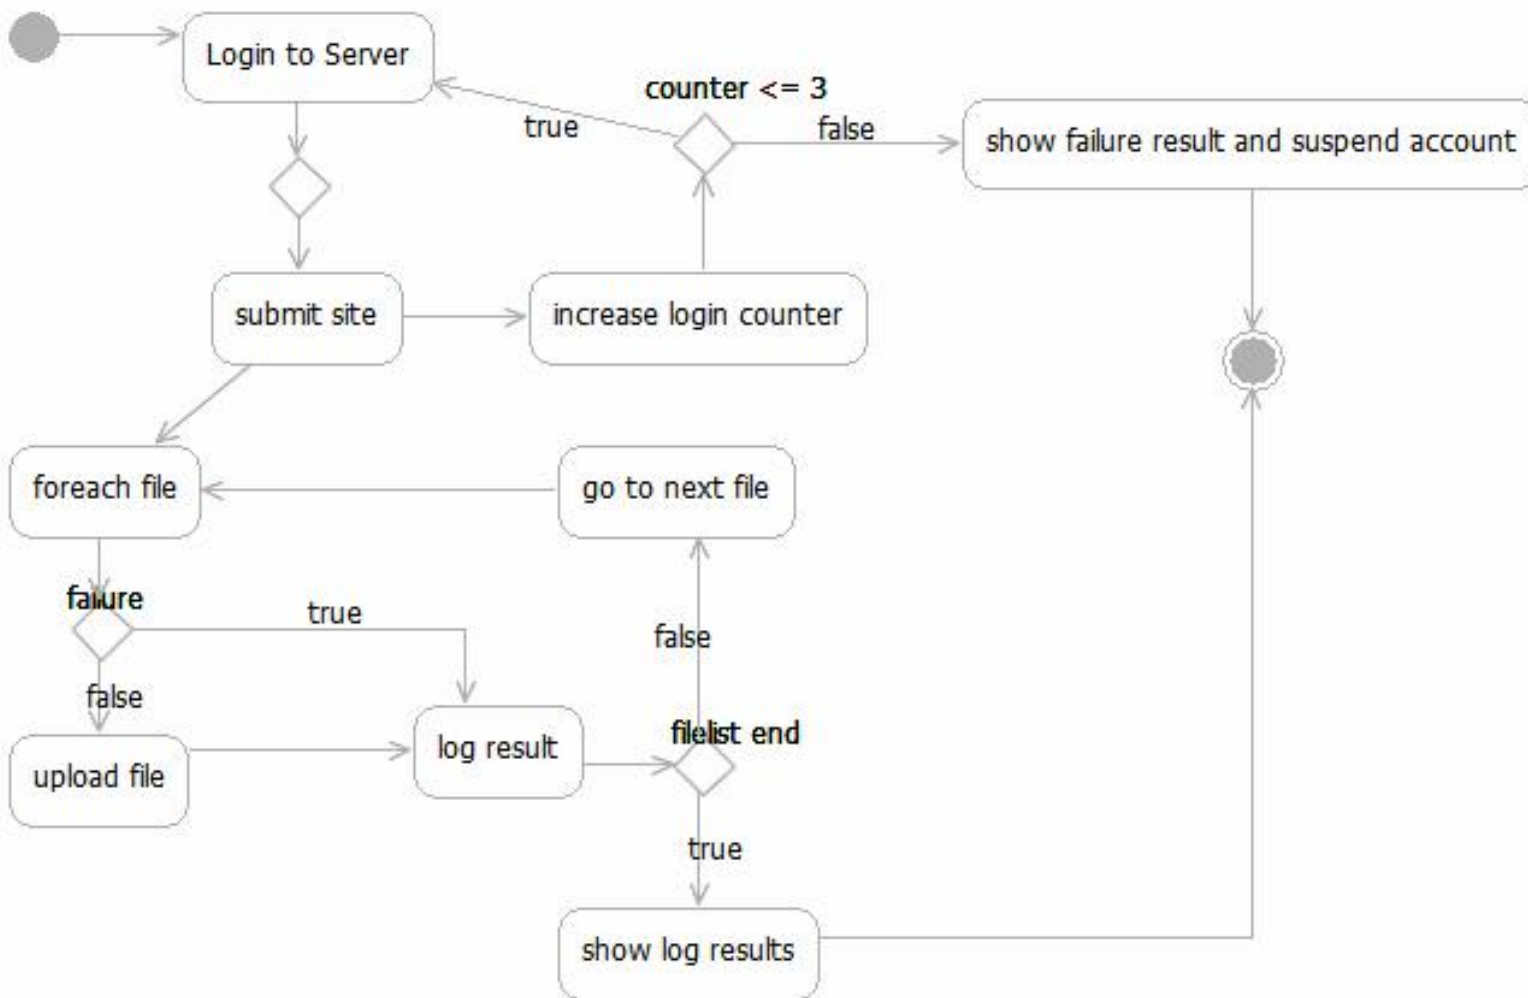 Login to Server
counter <= 3
true
false
show failure result and suspend account
submit site
increase login counter
foreach file
go to next file
failure
true
false
false
filelist end
upload file
log result
true
show log results